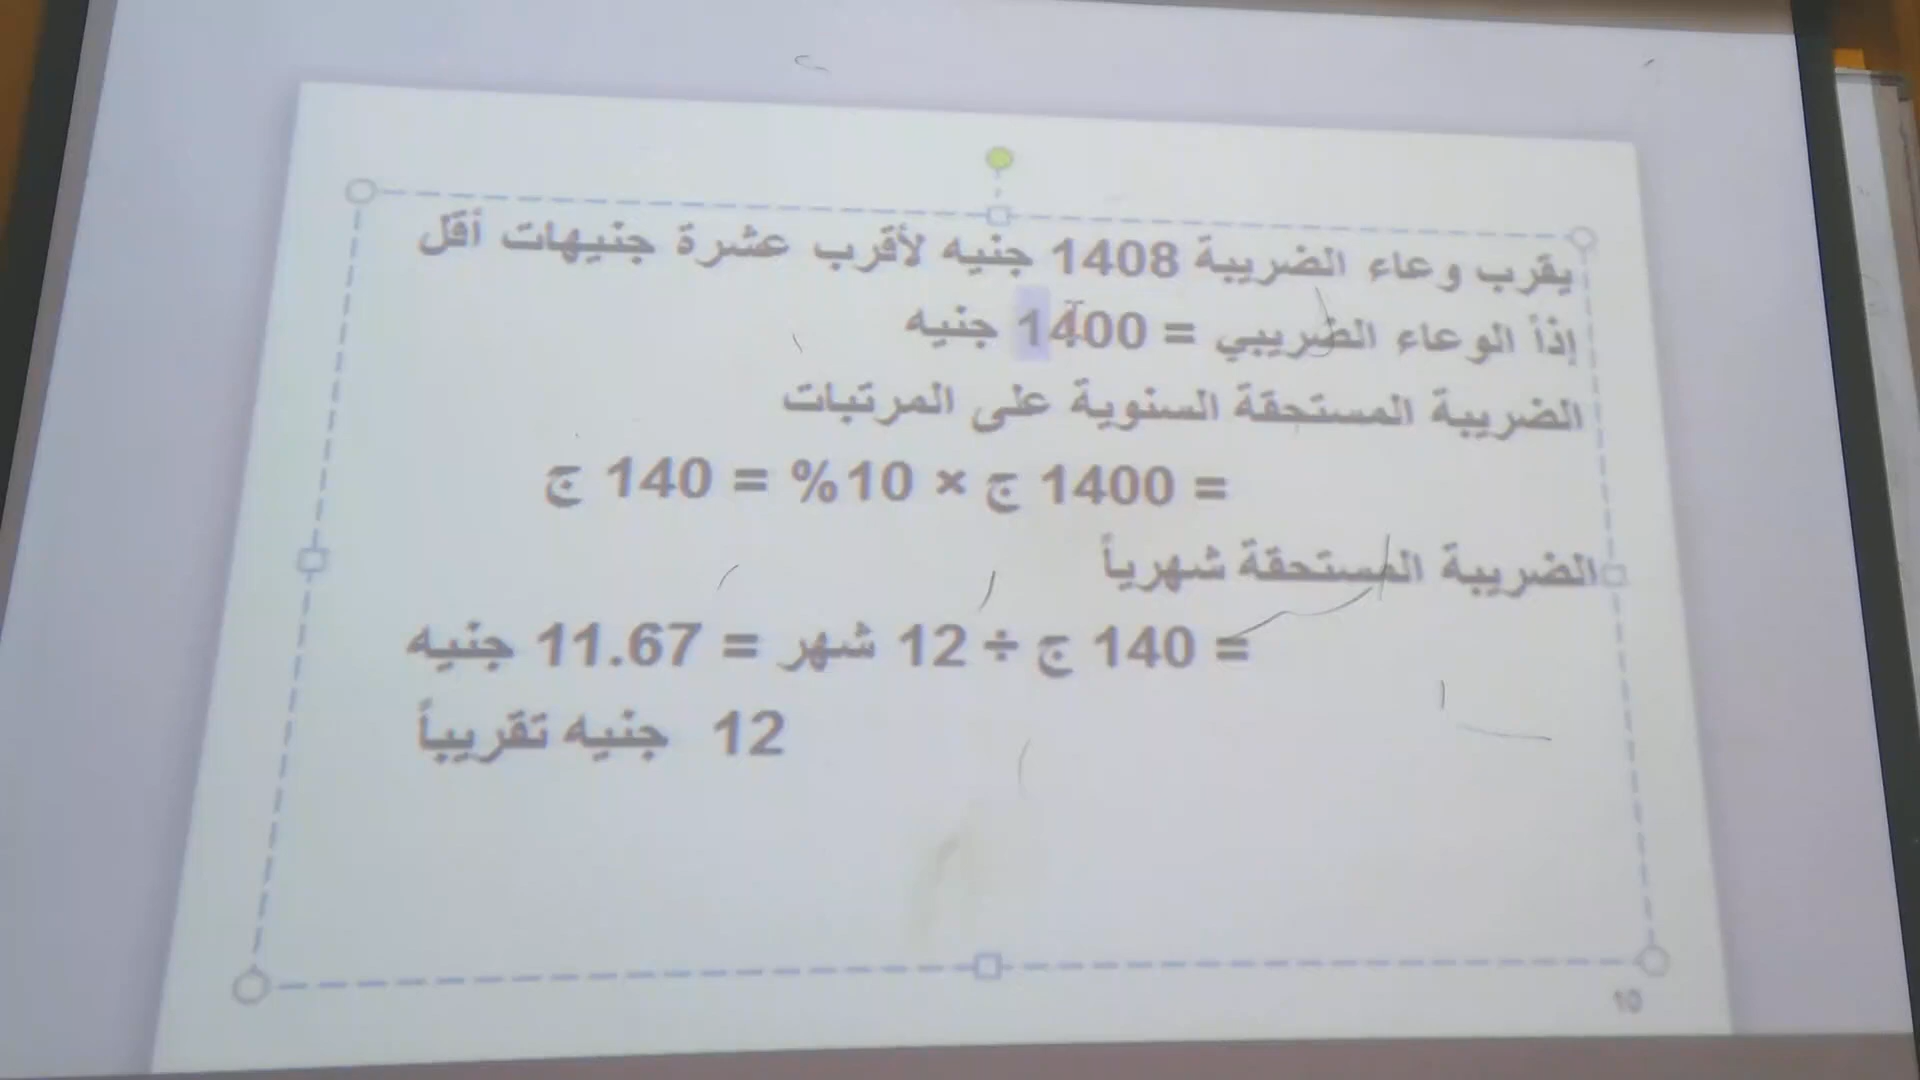 يقرب وعاء الضريبة 1408 جنيه لأقرب عشرة جنيهات أقل
إذاً الوعاء الضريبي = 1400 جنيه
الضريبة المستحقة السنوية على المرتبات
= 1400 ج × 10% = 140 ج
الضريبة المستحقة شهرياً
= 140 ج ÷ 12 شهر = 11.67 جنيه
12 جنيه تقريباً
10